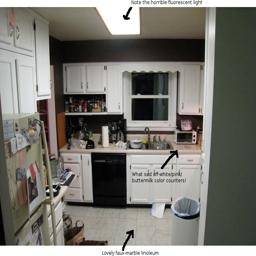 Note the horrible fluorescent light
What sad off-white/pink/
buttermilk color counters!
Lovely faux-marble linoleum